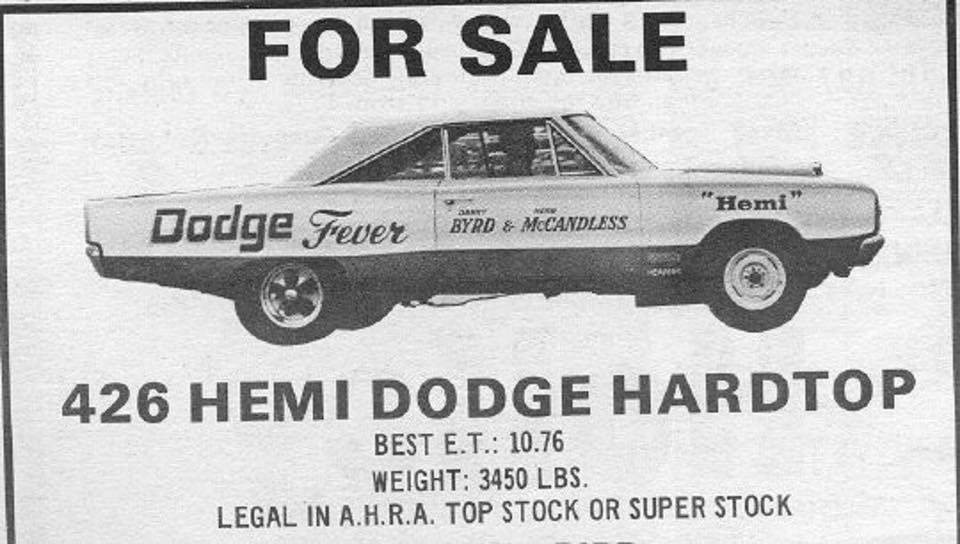 FOR SALE
"Hemi"
Dodge Fever
BYRD & McCANDLESS
426 HEMI DODGE HARDTOP
BEST E.T.: 10.76
WEIGHT: 3450 LBS.
LEGAL IN A.H.R.A. TOP STOCK OR SUPER STOCK